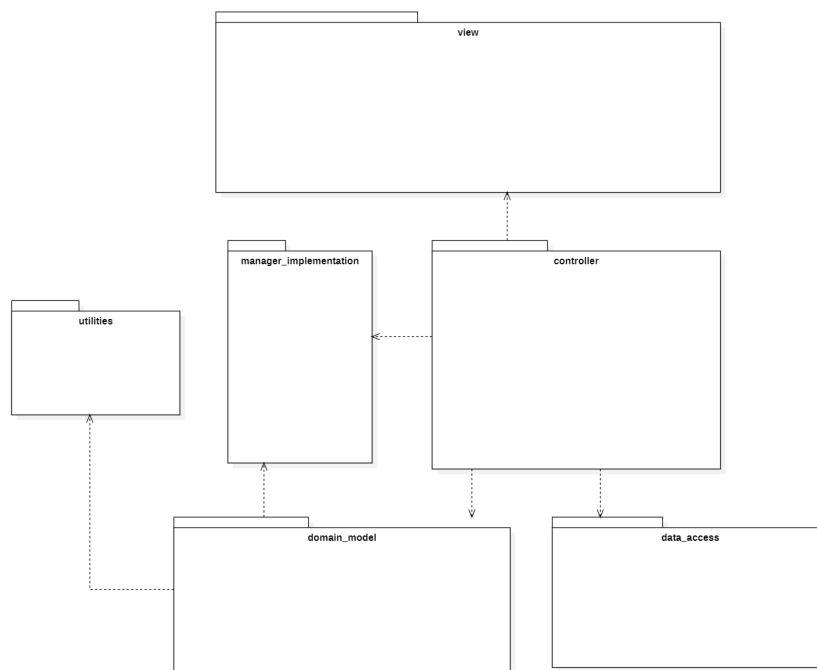 view
manager_implementation
controller
utilities
domain_model
data_access